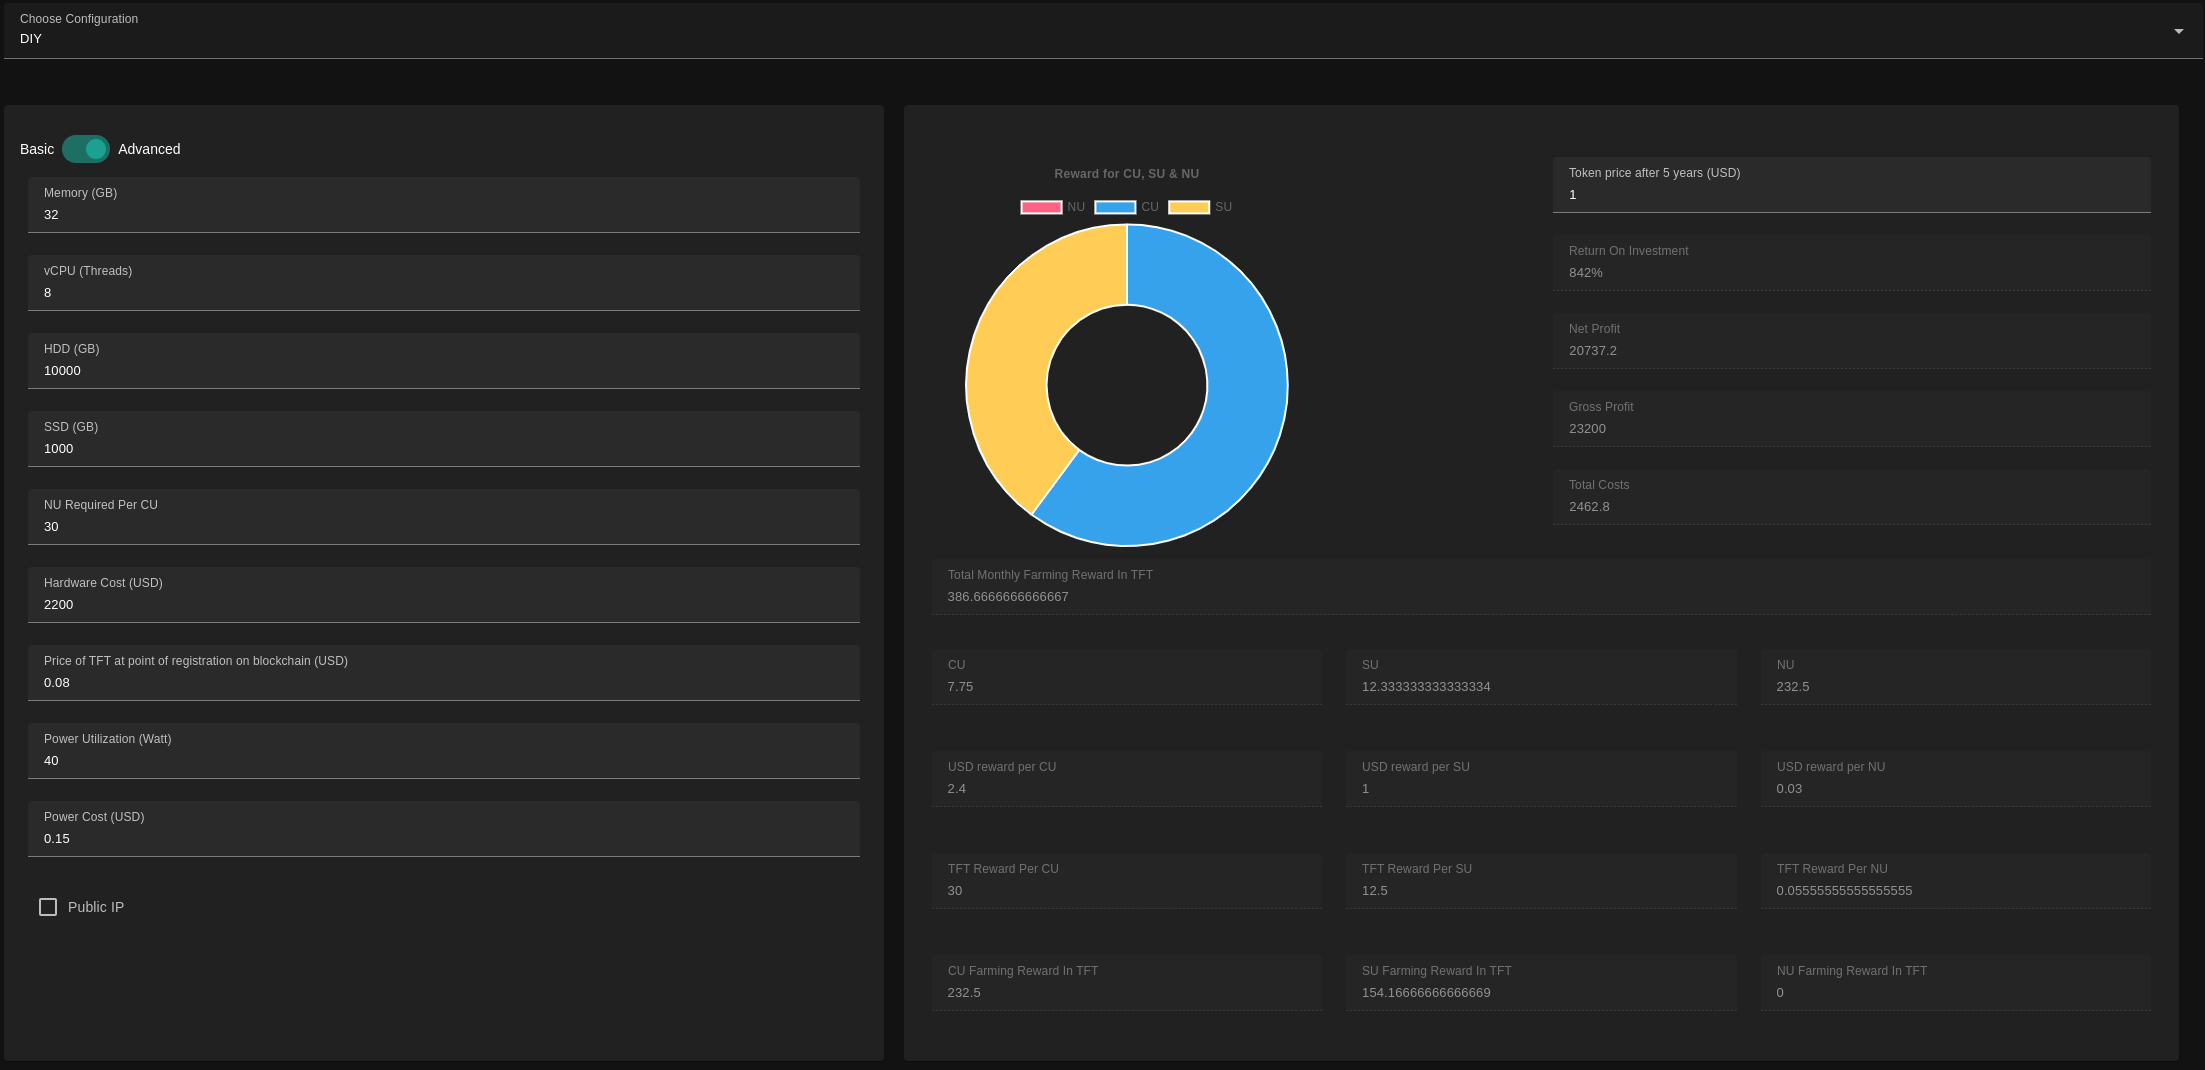 Choose Configuration
DIY
Basic Advanced
Memory (GB)
32
vCPU (Threads)
8
HDD (GB)
10000
SSD (GB)
1000
NU Required Per CU
30
Hardware Cost (USD)
2200
Price of TFT at point of registration on blockchain (USD)
0.08
Power Utilization (Watt)
40
Power Cost (USD)
0.15
Public IP
Reward for CU, SU & NU
NU CU SU
Token price after 5 years (USD)
1
Return On Investment
842%
Net Profit
20737.2
Gross Profit
23200
Total Costs
2462.8
Total Monthly Farming Reward In TFT
386.6666666666667
CU SU NU
7.75 12.333333333333334 232.5
USD reward per CU USD reward per SU USD reward per NU
2.4 1 0.03
TFT Reward Per CU TFT Reward Per SU TFT Reward Per NU
30 12.5 0.05555555555555555
CU Farming Reward In TFT SU Farming Reward In TFT NU Farming Reward In TFT
232.5 154.16666666666669 0